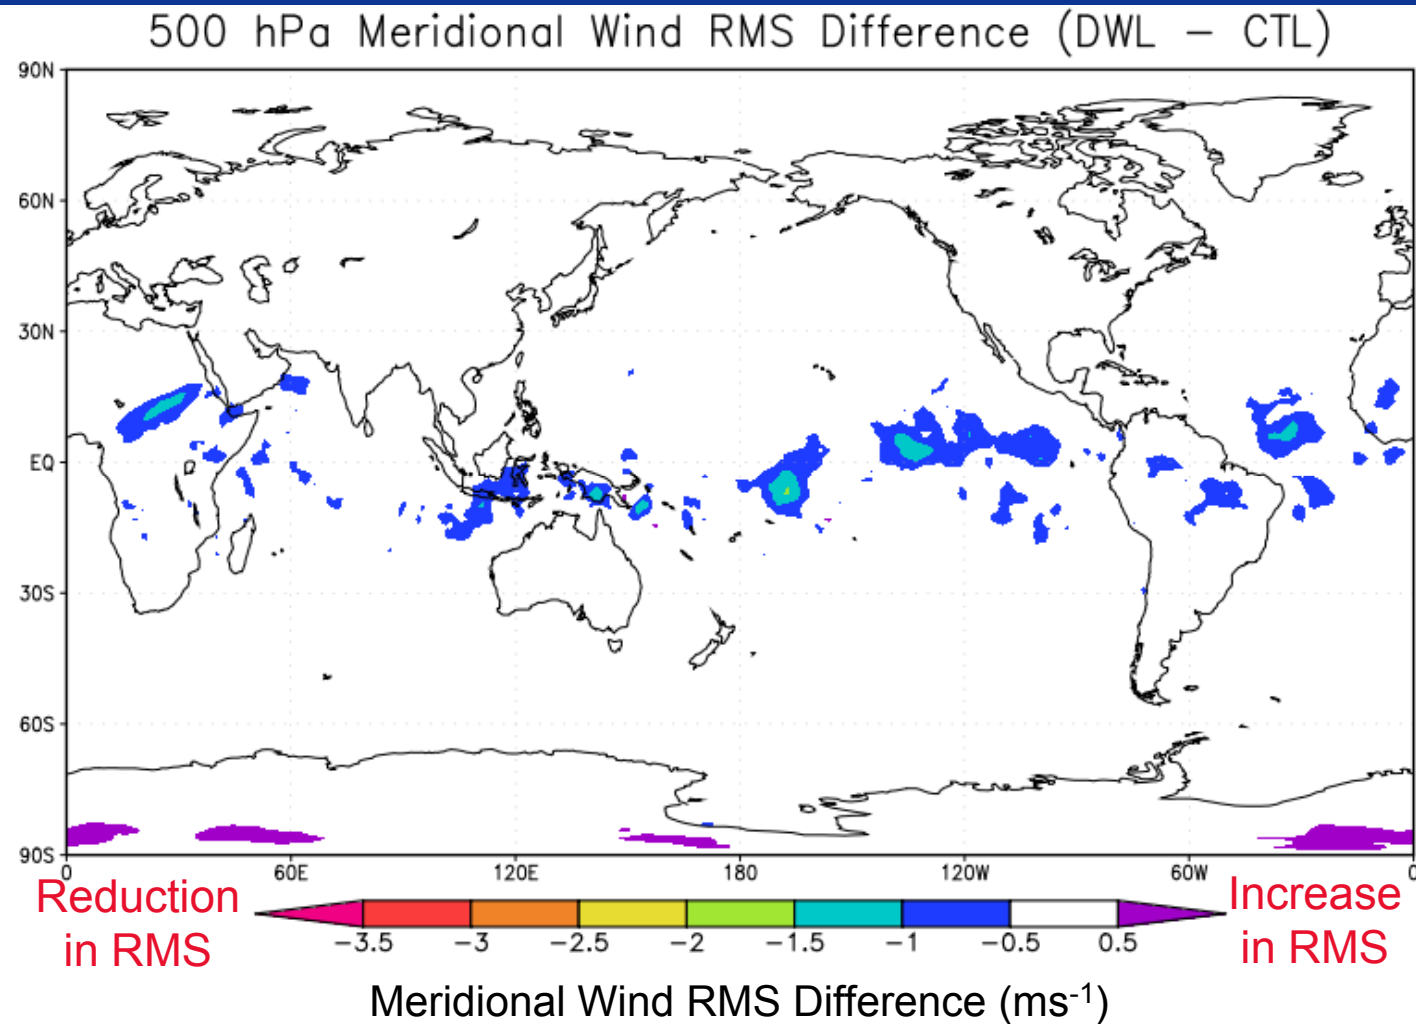 500 hPa Meridional Wind RMS Difference (DWL − CTL)
90N
60N
30N
EQ
30S
60S
90S
0 60E 120E 180 120W 60W 0
Reduction in RMS
Increase in RMS
−3.5 −3 −2.5 −2 −1.5 −1 −0.5 0.5
Meridional Wind RMS Difference (ms⁻¹)